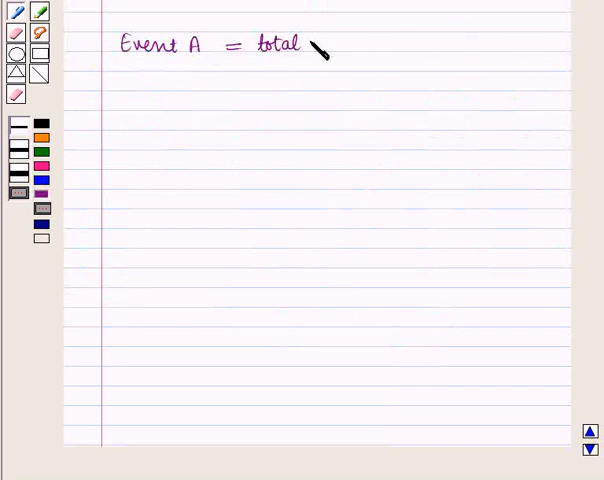 Event A = total